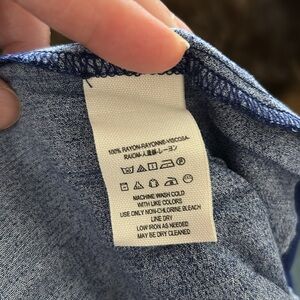 100% RAYON-RAYONNE-VISCOSA-
RAION-人造絲-レーヨン
MACHINE WASH COLD
WITH LIKE COLORS
USE ONLY NON-CHLORINE BLEACH
LINE DRY
LOW IRON AS NEEDED
MAY BE DRY CLEANED